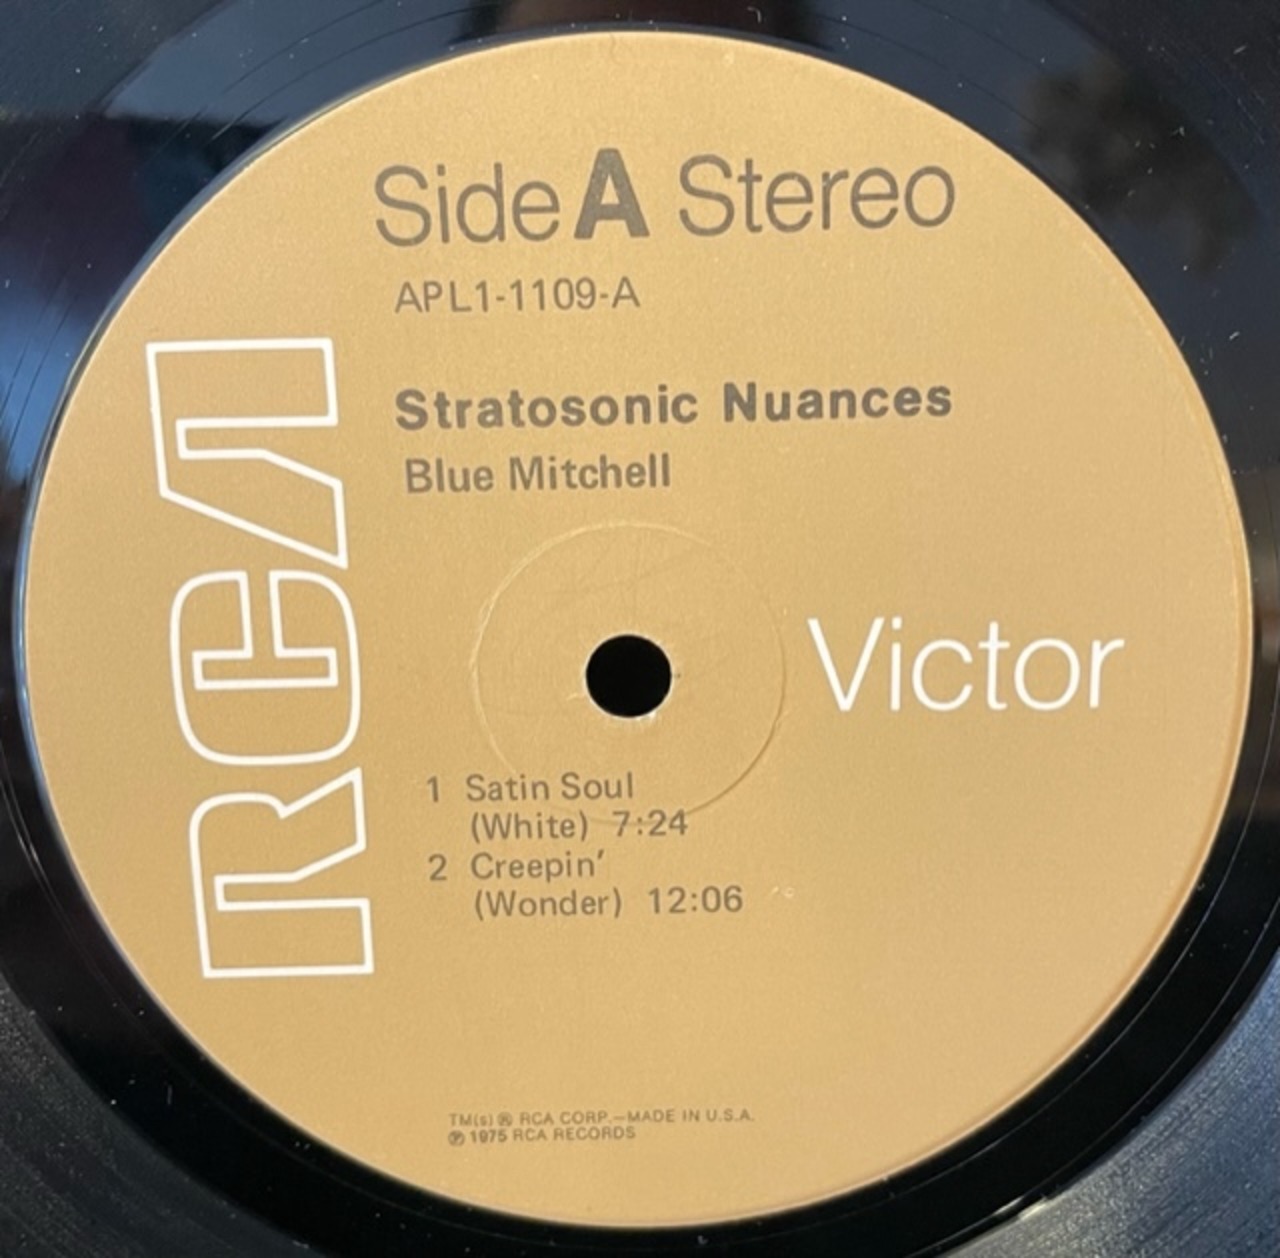 Side A Stereo
APL1-1109-A
Stratosonic Nuances
Blue Mitchell
RCA
Victor
1 Satin Soul
(White) 7:24
2 Creepin'
(Wonder) 12:06
TM(s) ® RCA CORP.—MADE IN U.S.A.
℗ 1975 RCA RECORDS